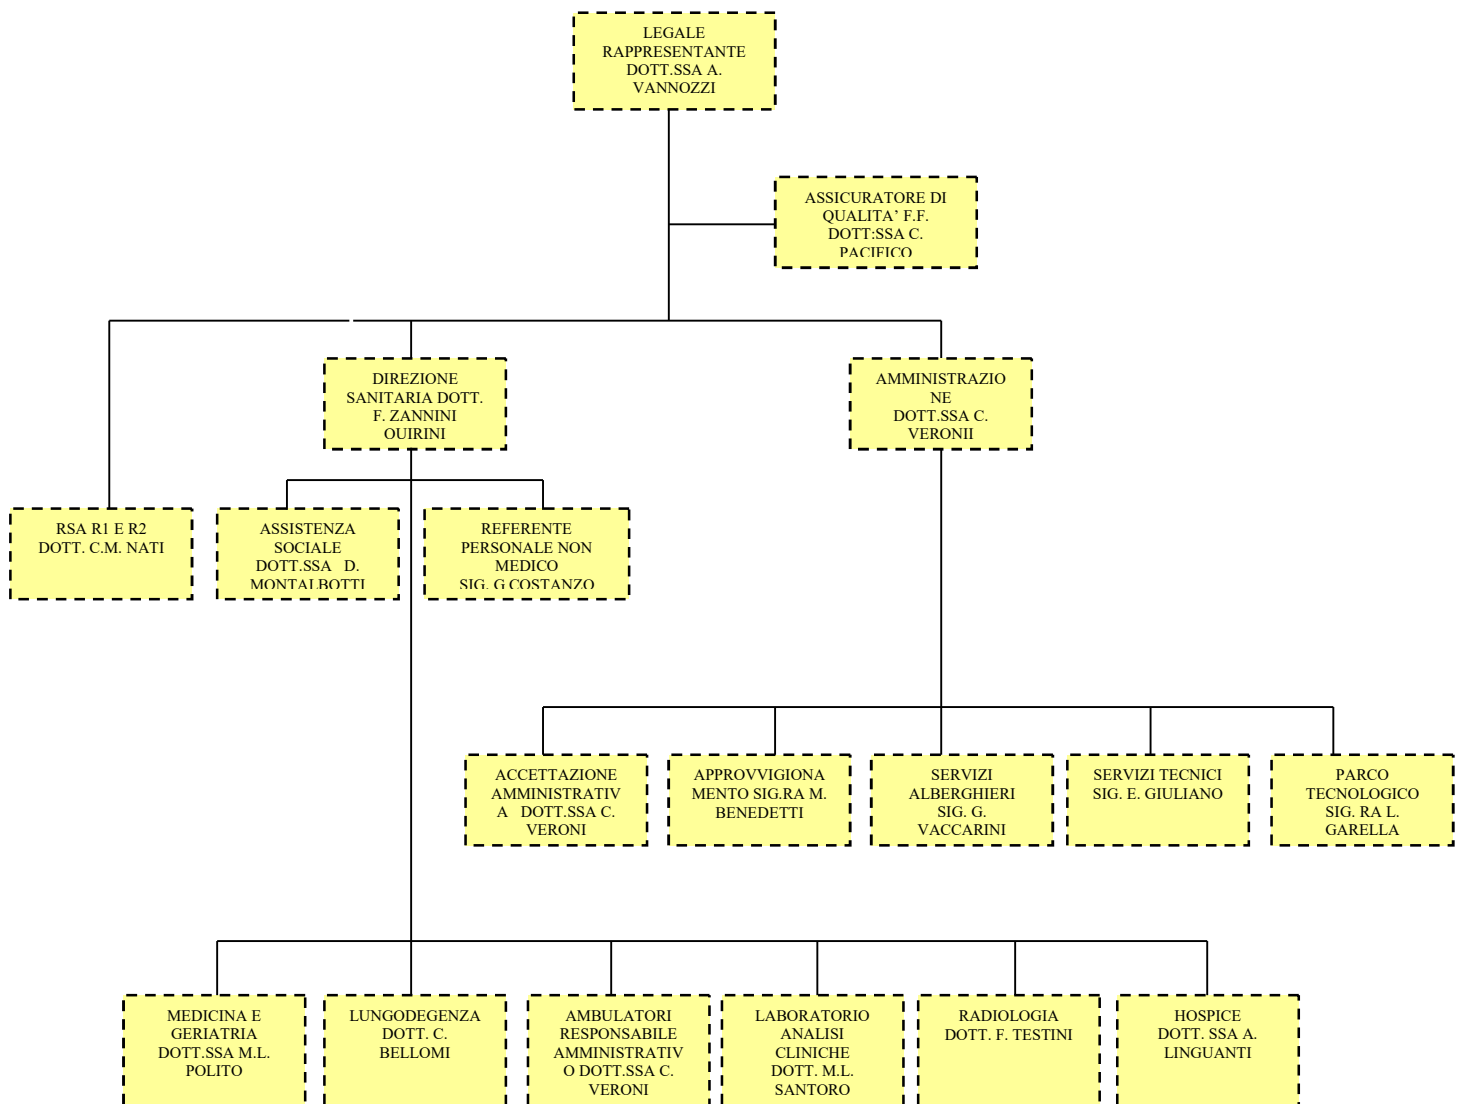 LEGALE
RAPPRESENTANTE
DOTT.SSA A.
VANNOZZI
ASSICURATORE DI
QUALITA’ F.F.
DOTT:SSA C.
PACIFICO
DIREZIONE
SANITARIA DOTT.
F. ZANNINI
QUIRINI
AMMINISTRAZIO
NE
DOTT.SSA C.
VERONII
RSA R1 E R2
DOTT. C.M. NATI
ASSISTENZA
SOCIALE
DOTT.SSA D.
MONTALBOTTI
REFERENTE
PERSONALE NON
MEDICO
SIG. G COSTANZO
ACCETTAZIONE
AMMINISTRATIV
A DOTT.SSA C.
VERONI
APPROVVIGIONA
MENTO SIG.RA M.
BENEDETTI
SERVIZI
ALBERGHIERI
SIG. G.
VACCARINI
SERVIZI TECNICI
SIG. E. GIULIANO
PARCO
TECNOLOGICO
SIG. RA L.
GARELLA
MEDICINA E
GERIATRIA
DOTT.SSA M.L.
POLITO
LUNGODEGENZA
DOTT. C.
BELLOMI
AMBULATORI
RESPONSABILE
AMMINISTRATIV
O DOTT.SSA C.
VERONI
LABORATORIO
ANALISI
CLINICHE
DOTT. M.L.
SANTORO
RADIOLOGIA
DOTT. F. TESTINI
HOSPICE
DOTT. SSA A.
LINGUANTI